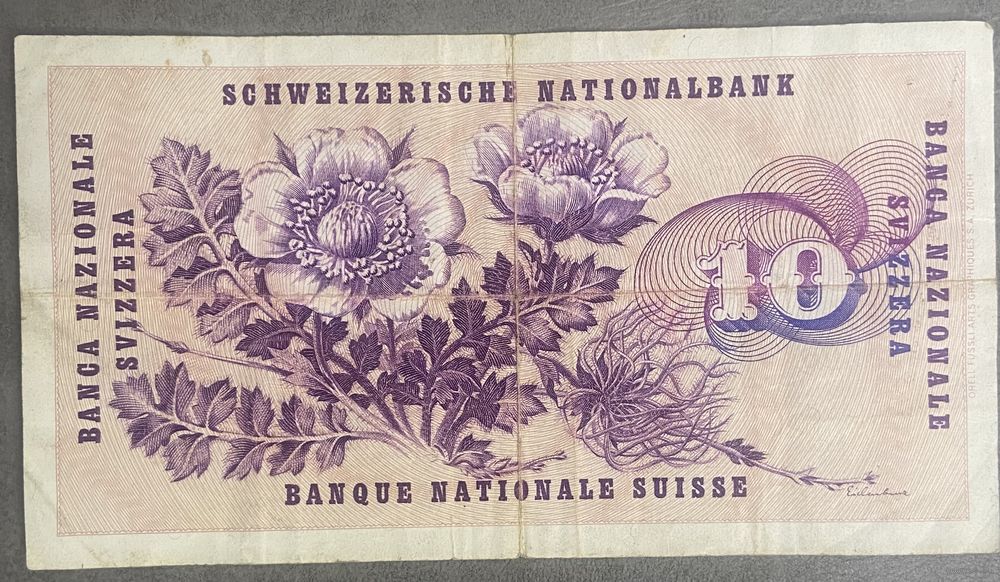 SCHWEIZERISCHE NATIONALBANK
BANCA NAZIONALE
SVIZZERA
10
BANCA NAZIONALE
SVIZZERA
ORELL FÜSSLI ARTS GRAPHIQUES S. A. ZURICH
BANQUE NATIONALE SUISSE